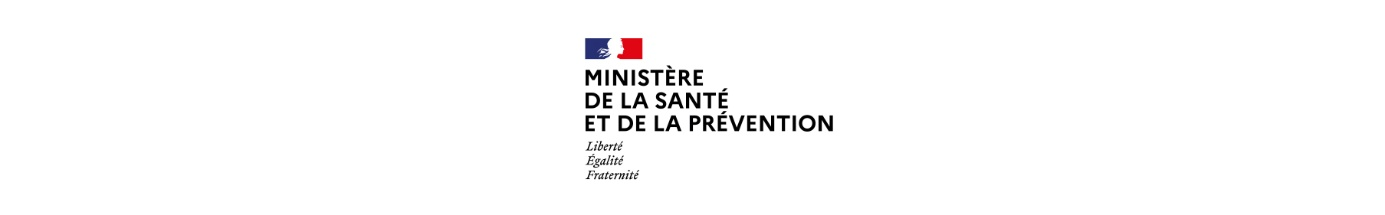 MINISTÈRE
DE LA SANTÉ
ET DE LA PRÉVENTION
Liberté
Égalité
Fraternité